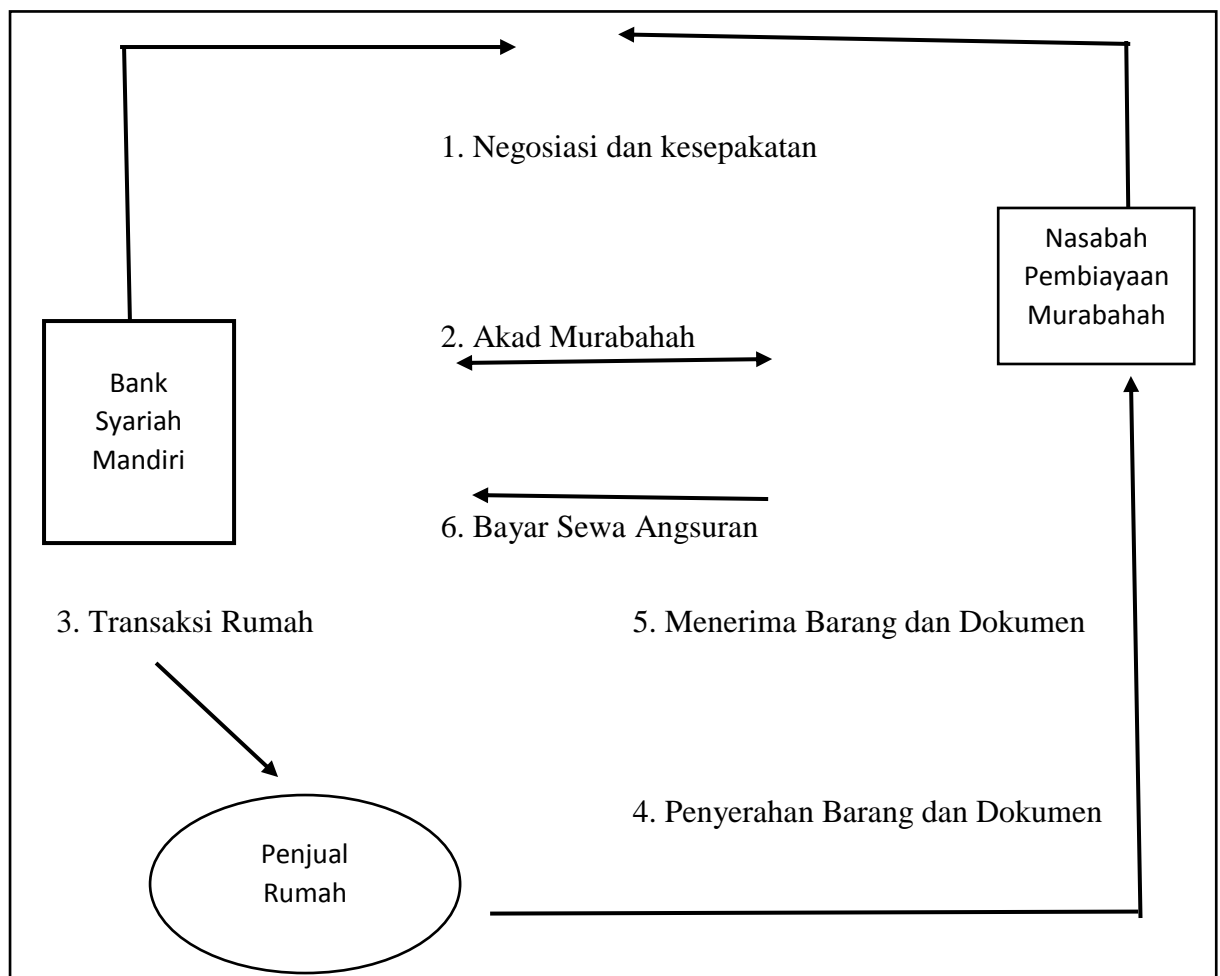 1. Negosiasi dan kesepakatan
Nasabah
Pembiayaan
Murabahah
2. Akad Murabahah
Bank
Syariah
Mandiri
6. Bayar Sewa Angsuran
3. Transaksi Rumah
5. Menerima Barang dan Dokumen
4. Penyerahan Barang dan Dokumen
Penjual
Rumah